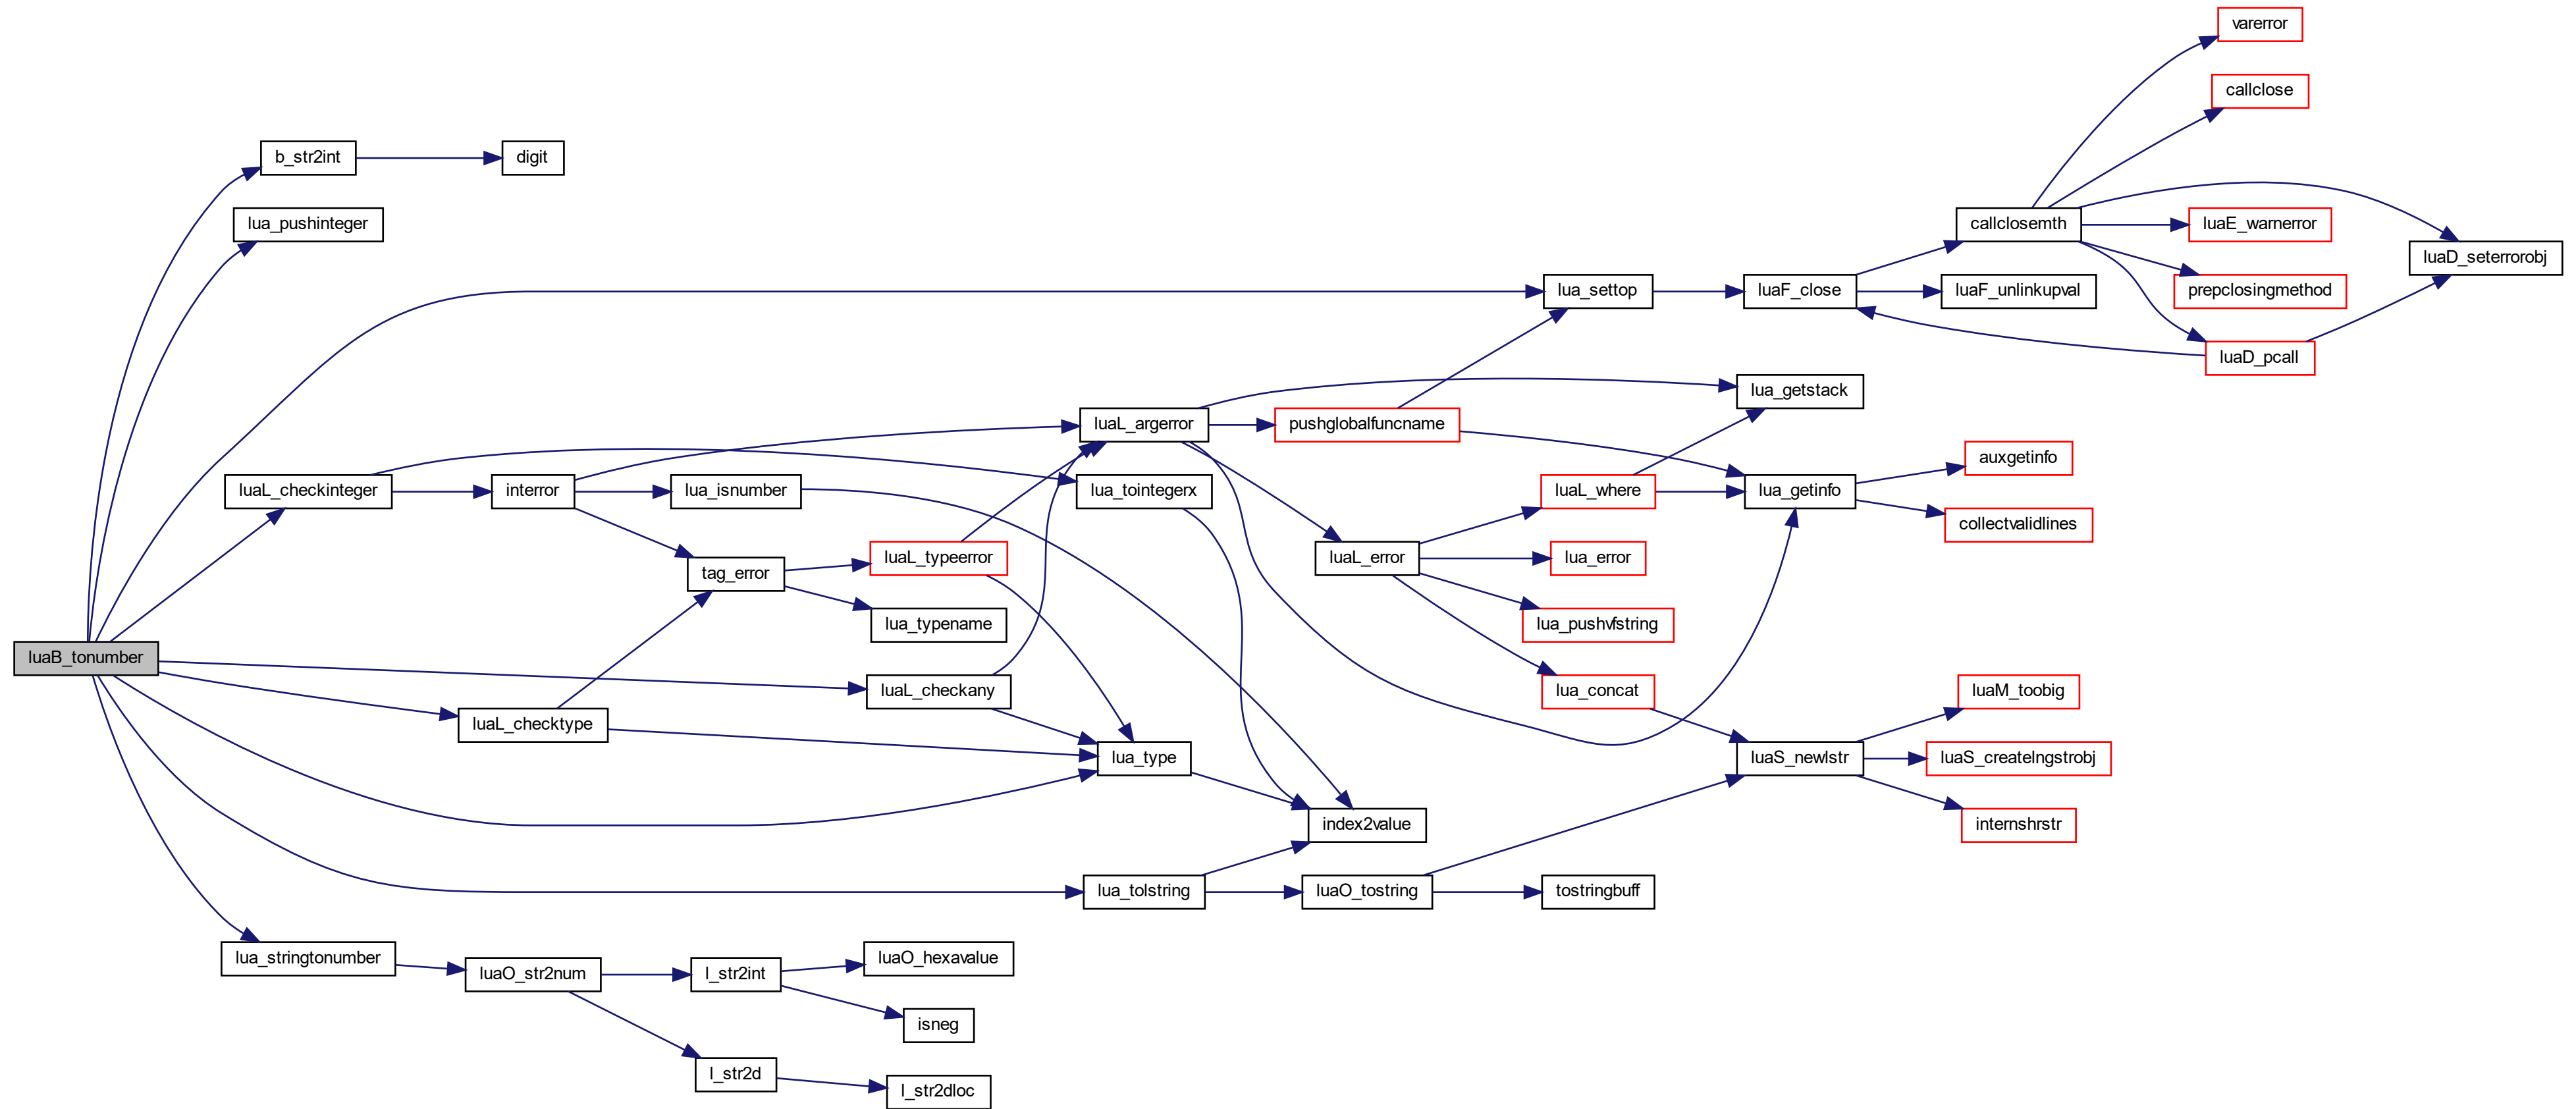 varerror
callclose
b_str2int
digit
lua_pushinteger
callclosemth
luaE_warnerror
luaD_seterrorobj
lua_settop
luaF_close
luaF_unlinkupval
prepclosingmethod
luaD_pcall
lua_getstack
luaL_argerror
pushglobalfuncname
auxgetinfo
luaL_checkinteger
interror
lua_isnumber
lua_tointegerx
luaL_where
lua_getinfo
collectvalidlines
tag_error
luaL_typeerror
luaL_error
lua_error
lua_typename
lua_pushvfstring
luaB_tonumber
luaL_checkany
lua_concat
luaM_toobig
luaL_checktype
lua_type
luaS_newlstr
luaS_createlngstrobj
index2value
internshrstr
lua_tolstring
luaO_tostring
tostringbuff
lua_stringtonumber
luaO_str2num
l_str2int
luaO_hexavalue
isneg
l_str2d
l_str2dloc